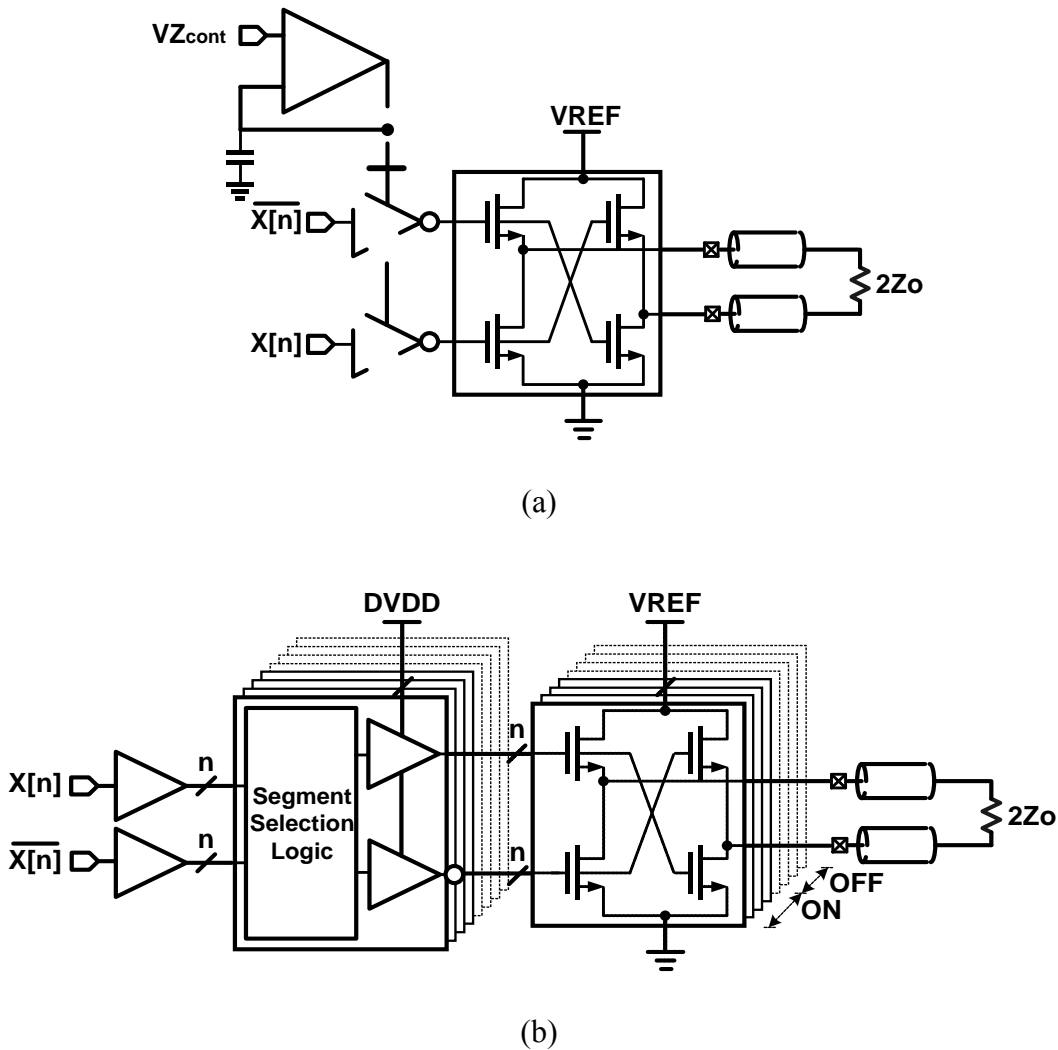 VZcont
VREF
X[n]
X[n]
2Zo
(a)
DVDD
VREF
X[n]
n
n
Segment
Selection
Logic
2Zo
X[n]
n
n
OFF
ON
(b)